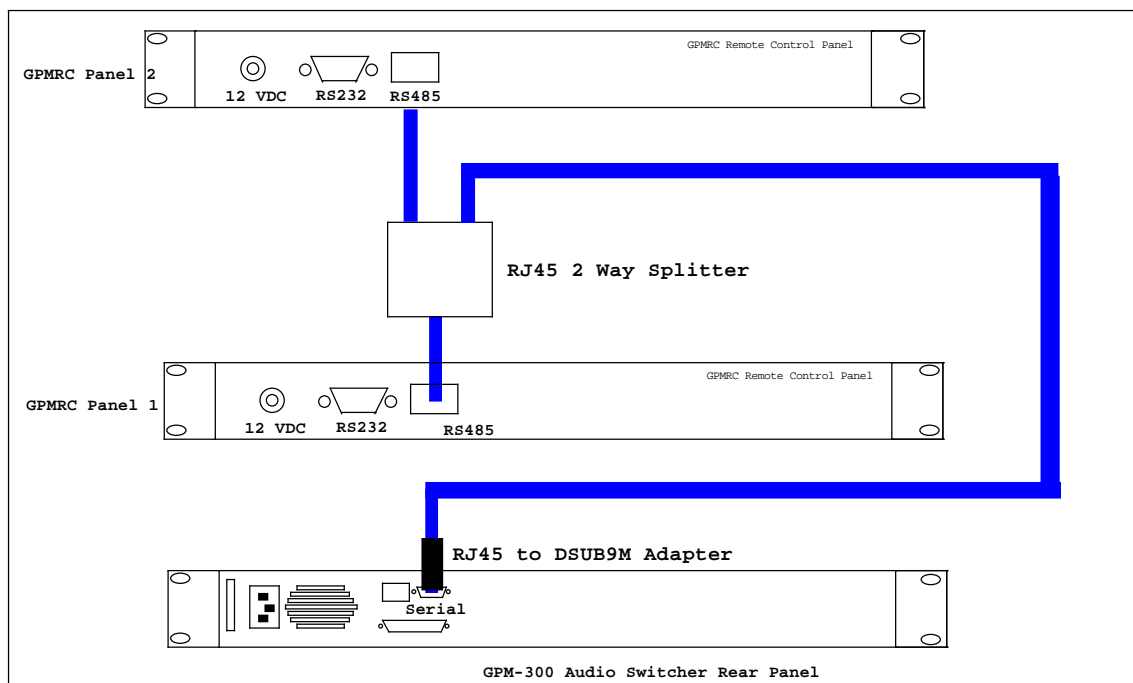 GPMRC Remote Control Panel
GPMRC Panel 2
12 VDC RS232 RS485
RJ45 2 Way Splitter
GPMRC Remote Control Panel
GPMRC Panel 1
12 VDC RS232 RS485
RJ45 to DSUB9M Adapter
Serial
GPM-300 Audio Switcher Rear Panel